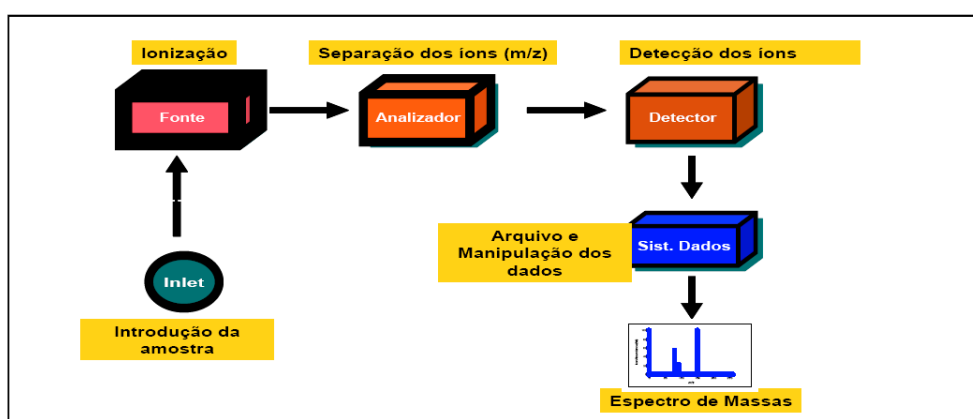 Ionização
Separação dos íons (m/z)
Detecção dos íons
Fonte
Analizador
Detector
Arquivo e
Manipulação dos
dados
Sist. Dados
Inlet
Introdução da
amostra
Espectro de Massas